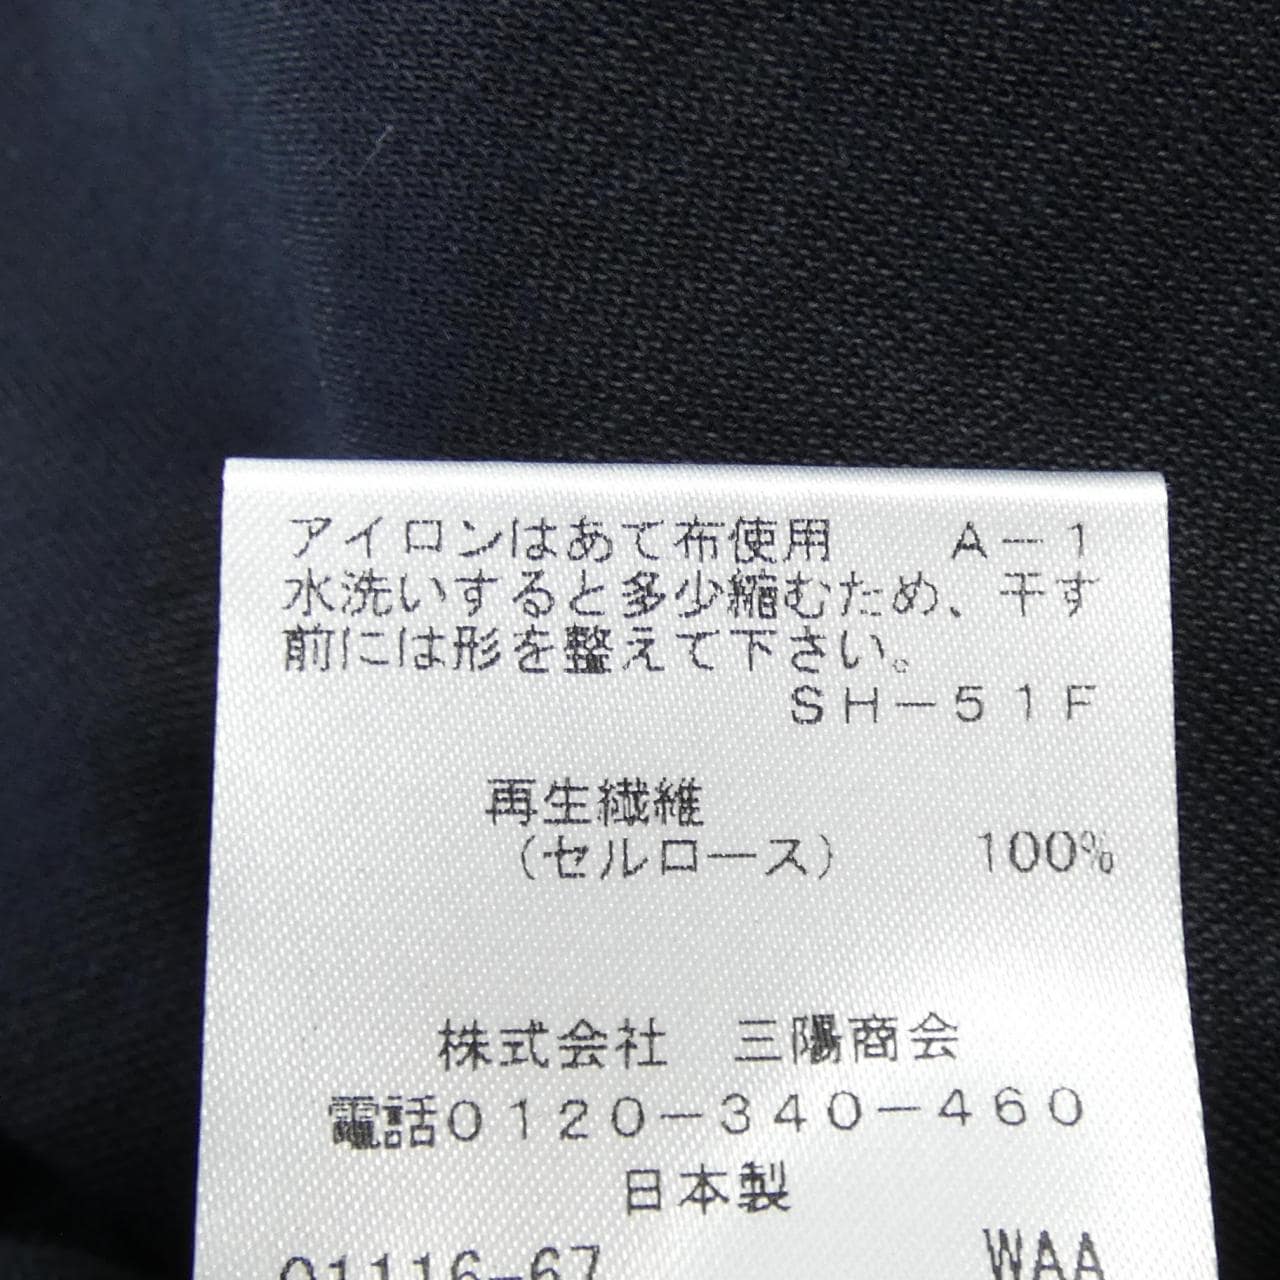 アイロンはあて布使用　A－1
水洗いすると多少縮むため、干す
前には形を整えて下さい。
SH－51F
再生繊維
（セルロース）　100%
株式会社　三陽商会
電話0120－340－460
日本製
01116-67　WAA